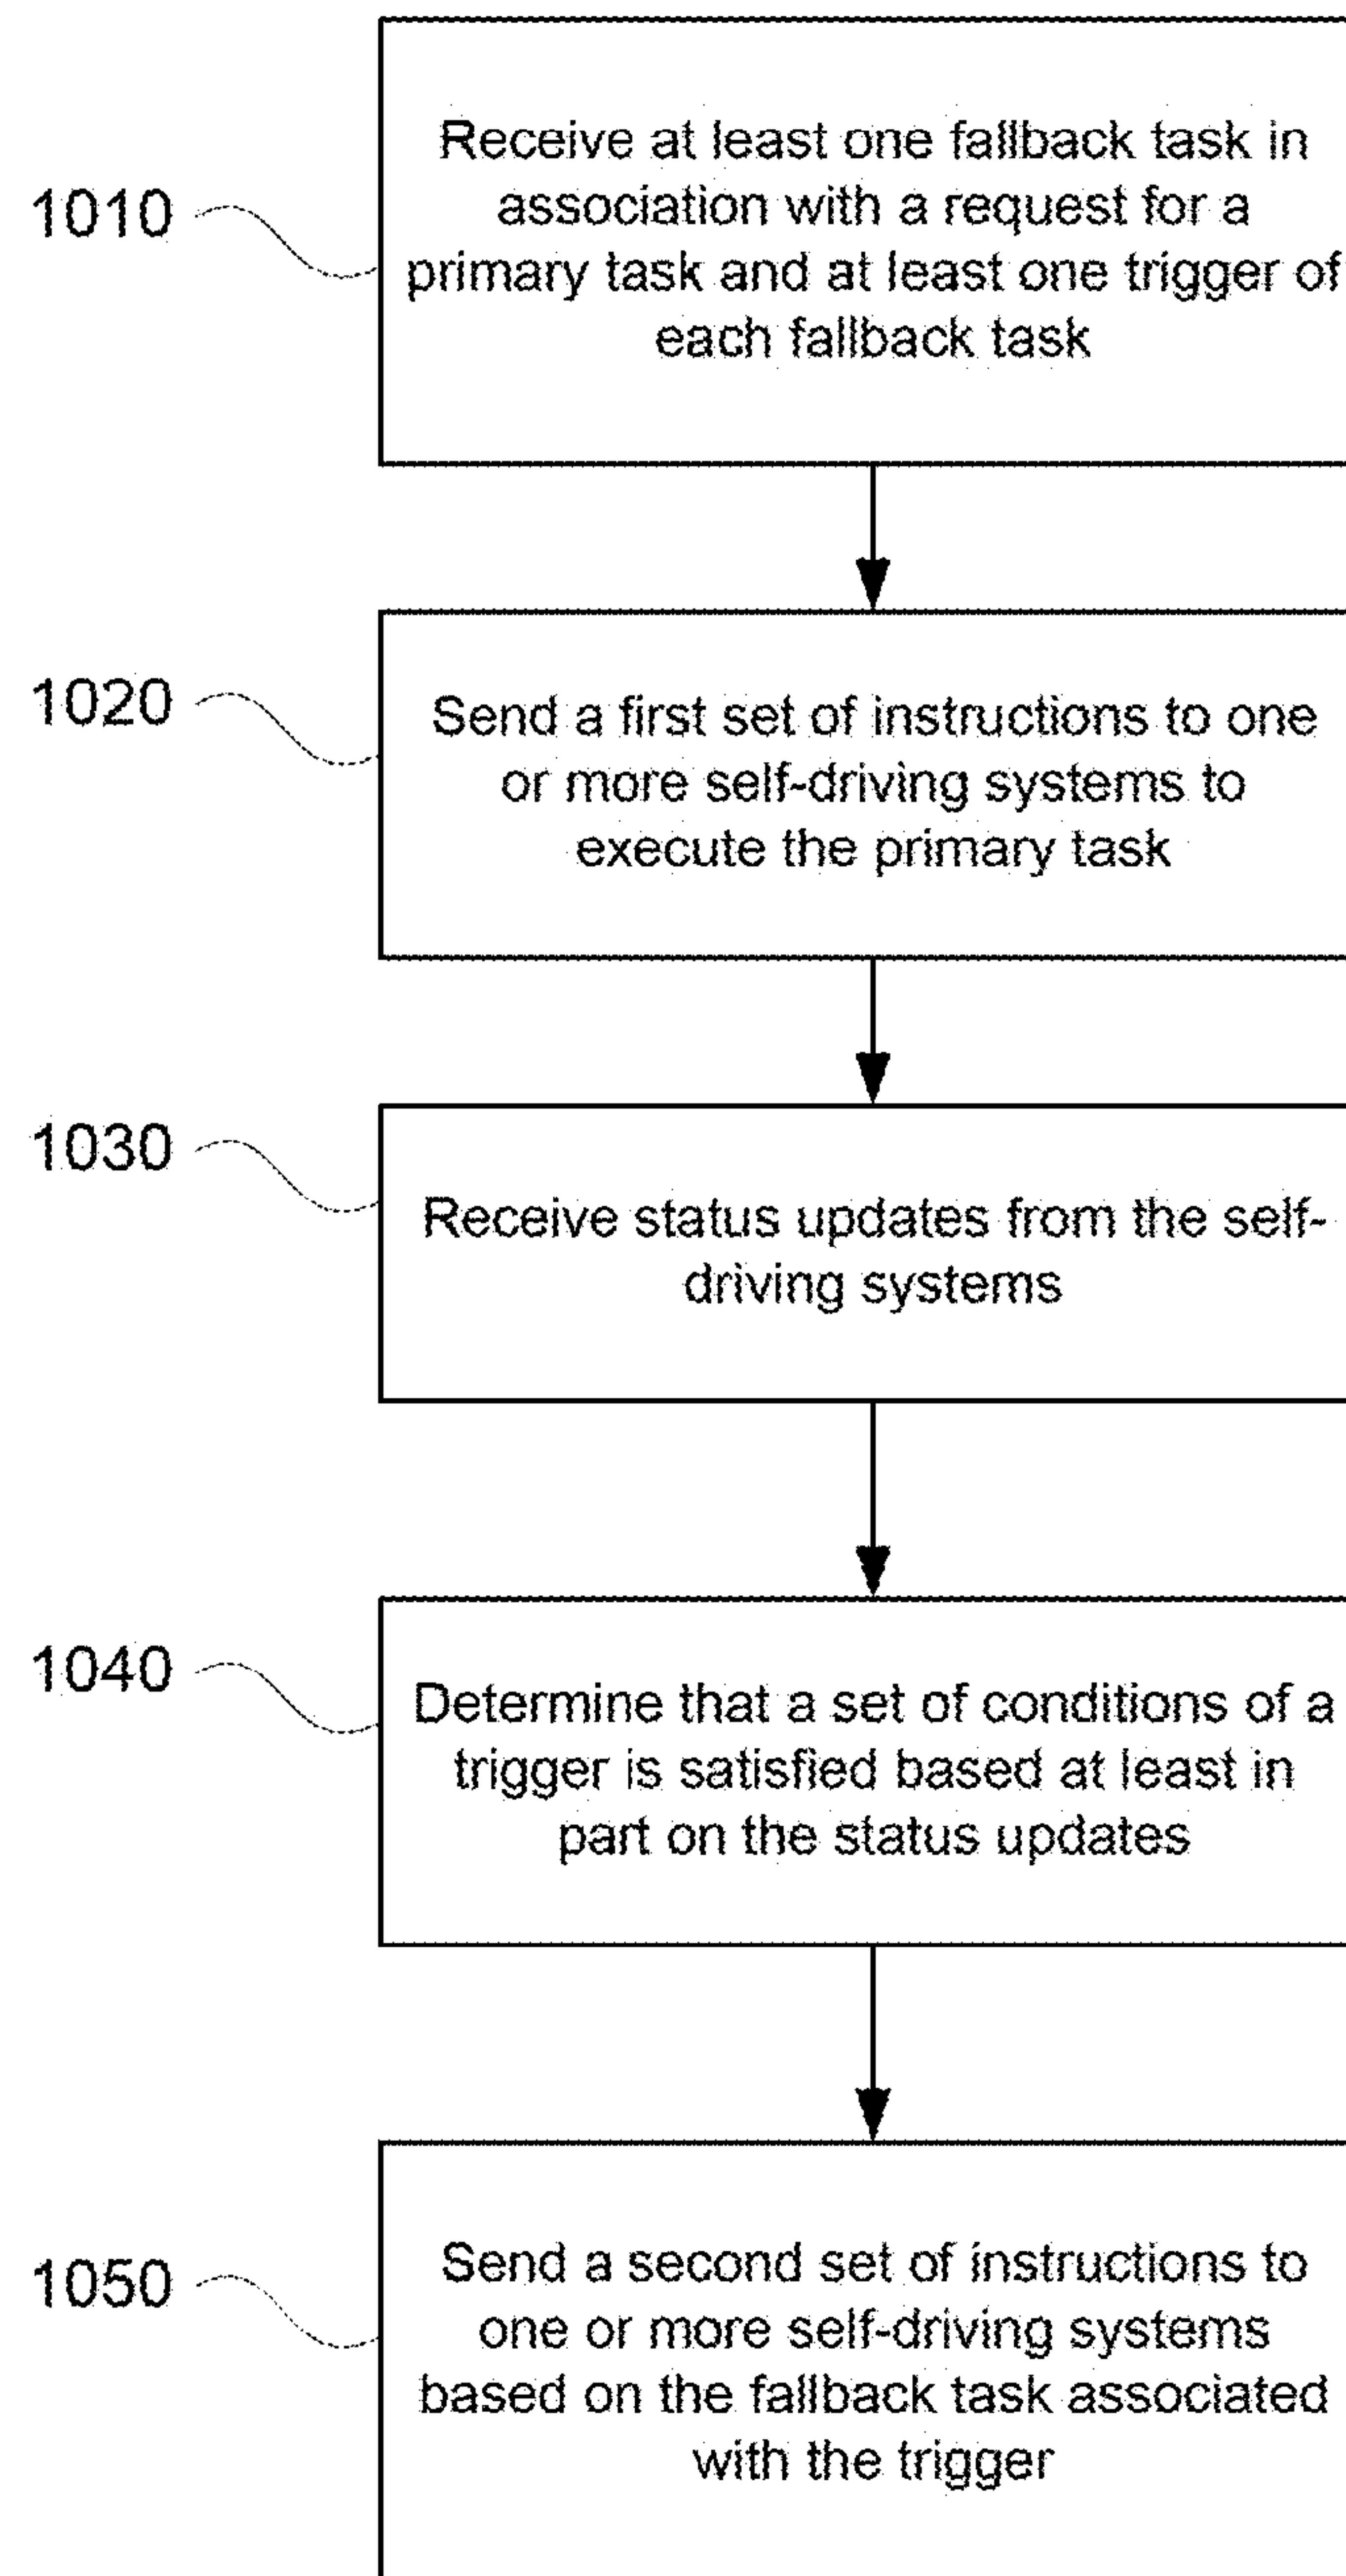 1010
Receive at least one fallback task in
association with a request for a
primary task and at least one trigger of
each fallback task
1020
Send a first set of instructions to one
or more self-driving systems to
execute the primary task
1030
Receive status updates from the self-
driving systems
1040
Determine that a set of conditions of a
trigger is satisfied based at least in
part on the status updates
1050
Send a second set of instructions to
one or more self-driving systems
based on the fallback task associated
with the trigger